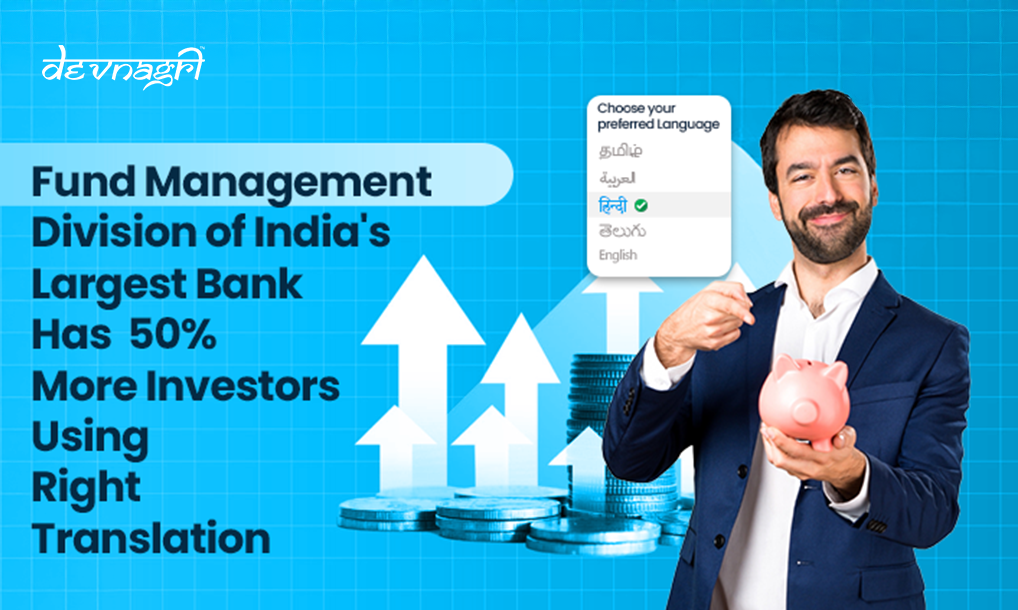 devnagri
Fund Management
Division of India's
Largest Bank
Has 50%
More Investors
Using
Right
Translation
Choose your
preferred Language
தமிழ்
العربية
हिन्दी
తెలుగు
English